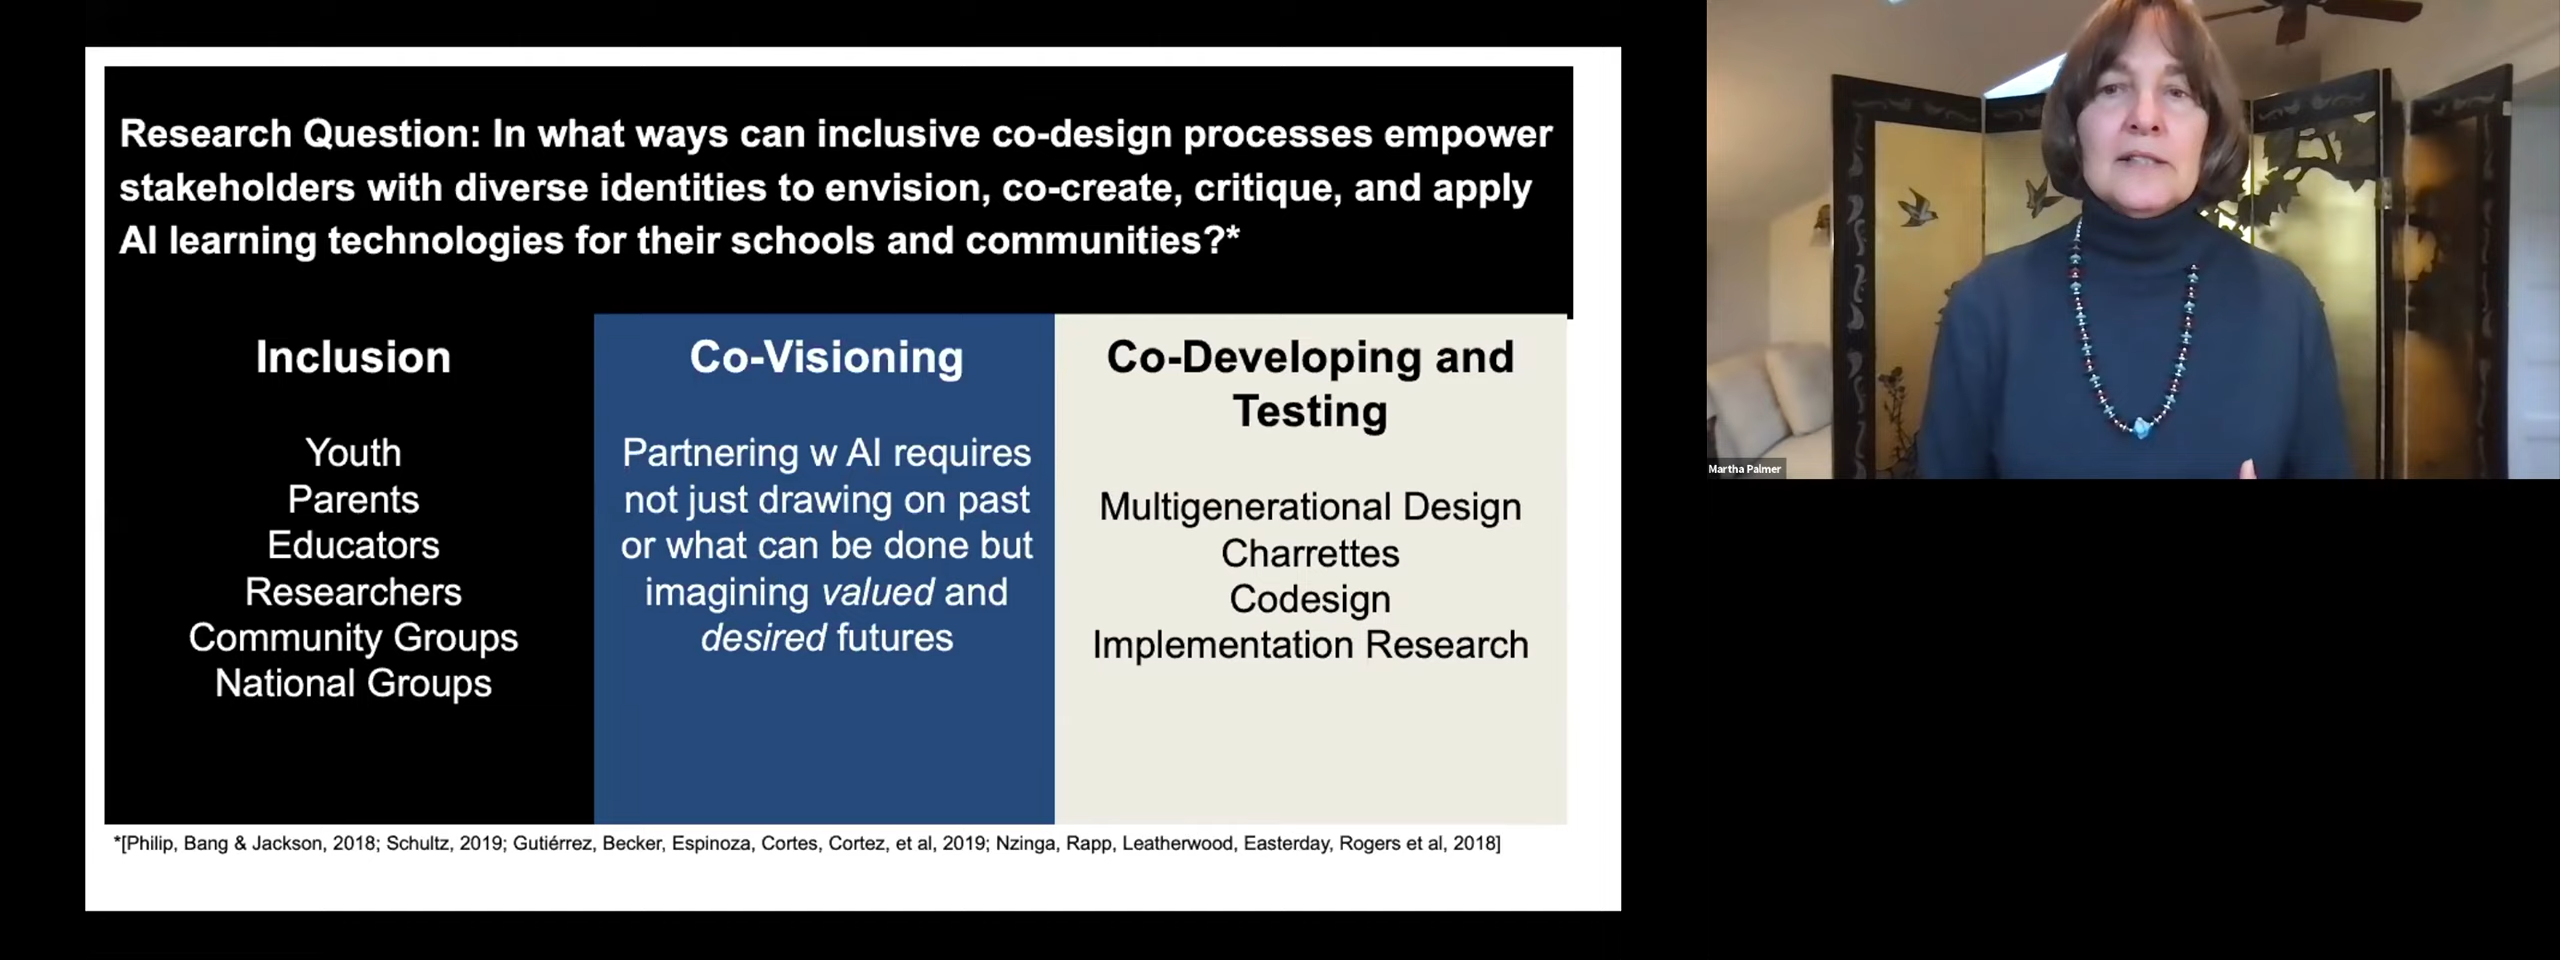 Research Question: In what ways can inclusive co-design processes empower
stakeholders with diverse identities to envision, co-create, critique, and apply
AI learning technologies for their schools and communities?*
Inclusion
Youth
Parents
Educators
Researchers
Community Groups
National Groups
Co-Visioning
Partnering w AI requires
not just drawing on past
or what can be done but
imagining valued and
desired futures
Co-Developing and
Testing
Multigenerational Design
Charrettes
Codesign
Implementation Research
*[Philip, Bang & Jackson, 2018; Schultz, 2019; Gutiérrez, Becker, Espinoza, Cortes, Cortez, et al, 2019; Nzinga, Rapp, Leatherwood, Easterday, Rogers et al, 2018]
Martha Palmer